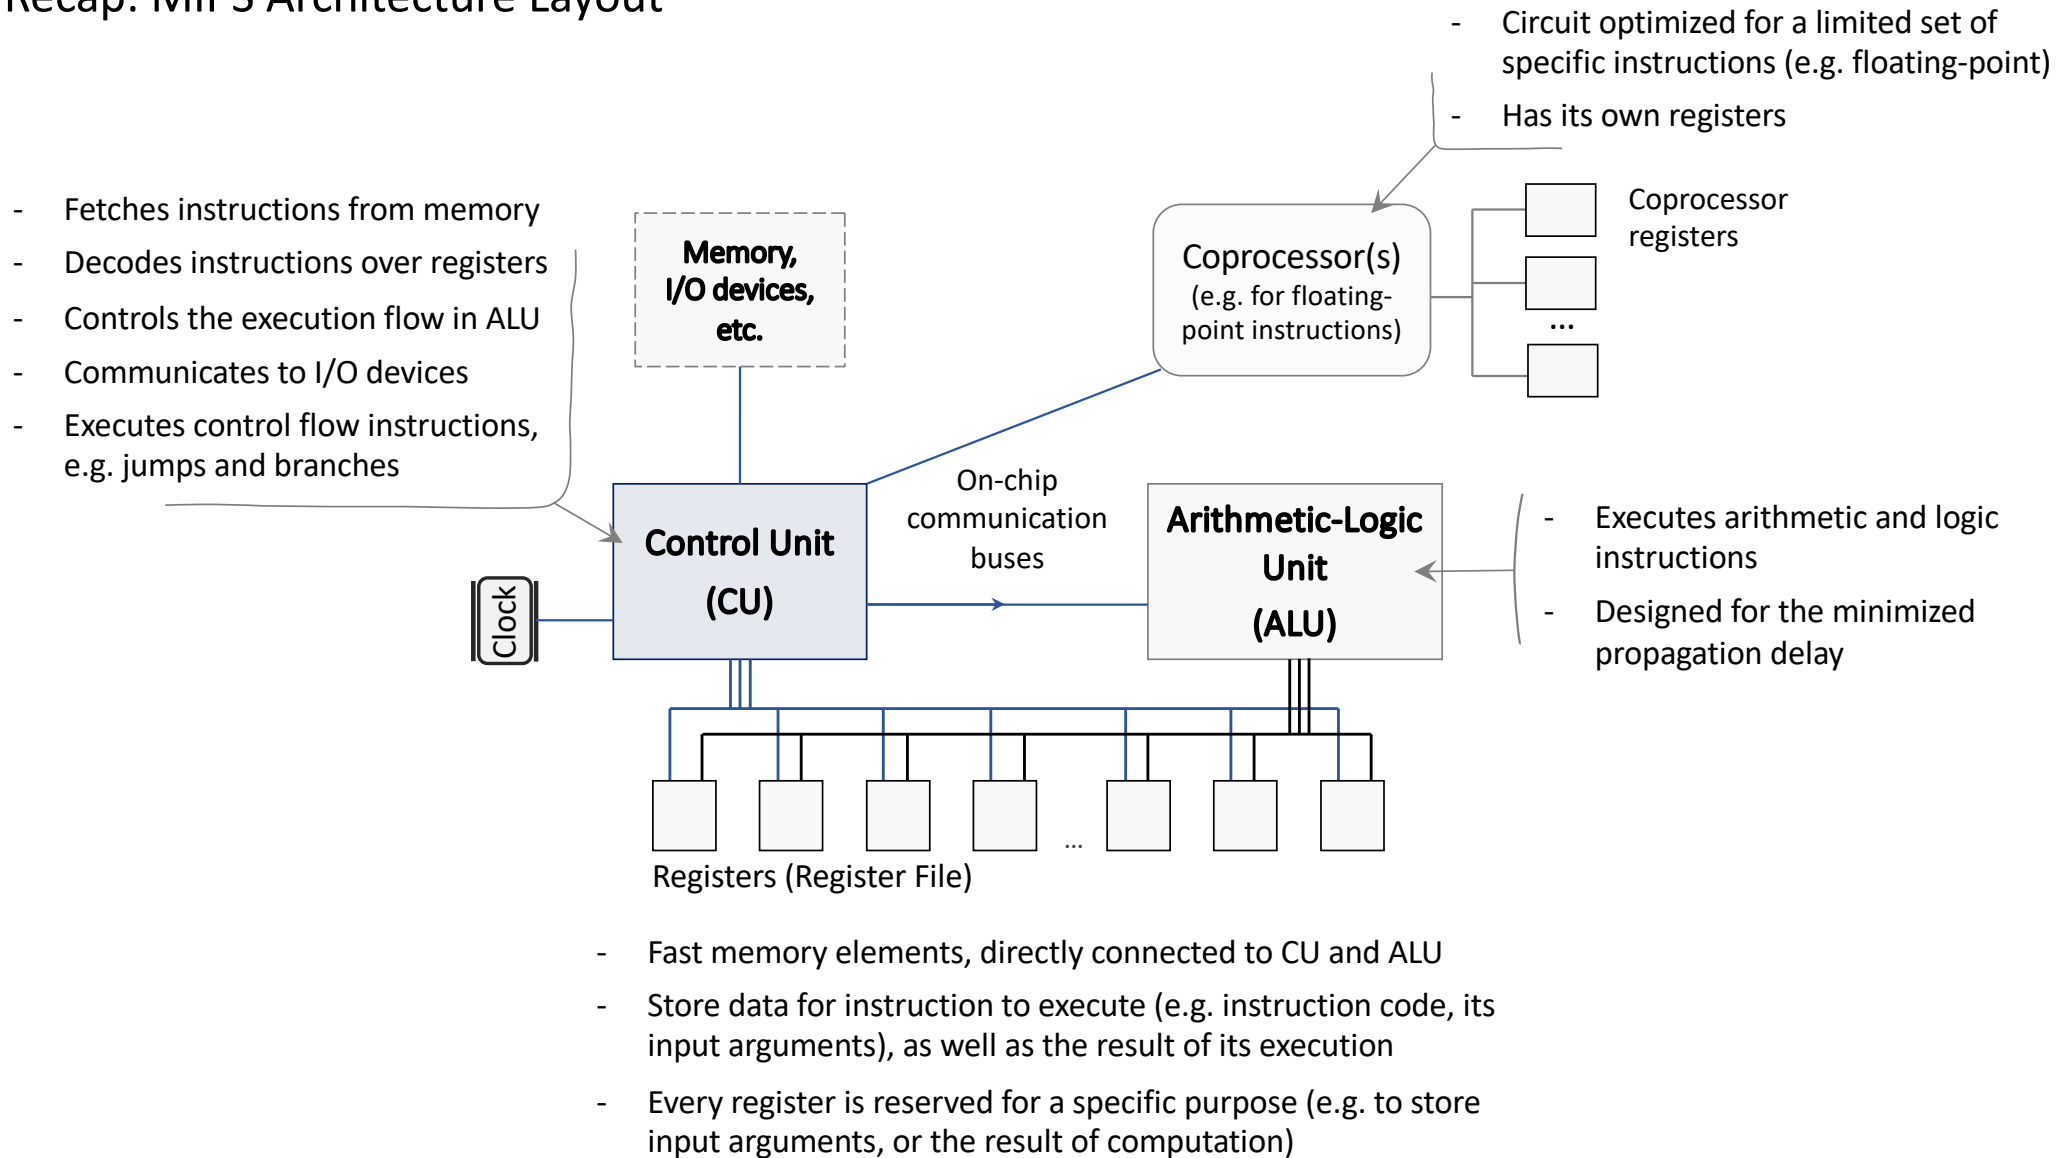 Recap: MIPS Architecture Layout
- Circuit optimized for a limited set of
specific instructions (e.g. floating-point)
- Has its own registers
- Fetches instructions from memory
- Decodes instructions over registers
- Controls the execution flow in ALU
- Communicates to I/O devices
- Executes control flow instructions,
e.g. jumps and branches
Memory,
I/O devices,
etc.
Coprocessor(s)
(e.g. for floating-
point instructions)
Coprocessor
registers
...
On-chip
communication
buses
Control Unit
(CU)
Clock
Arithmetic-Logic
Unit
(ALU)
- Executes arithmetic and logic
instructions
- Designed for the minimized
propagation delay
...
Registers (Register File)
- Fast memory elements, directly connected to CU and ALU
- Store data for instruction to execute (e.g. instruction code, its
input arguments), as well as the result of its execution
- Every register is reserved for a specific purpose (e.g. to store
input arguments, or the result of computation)